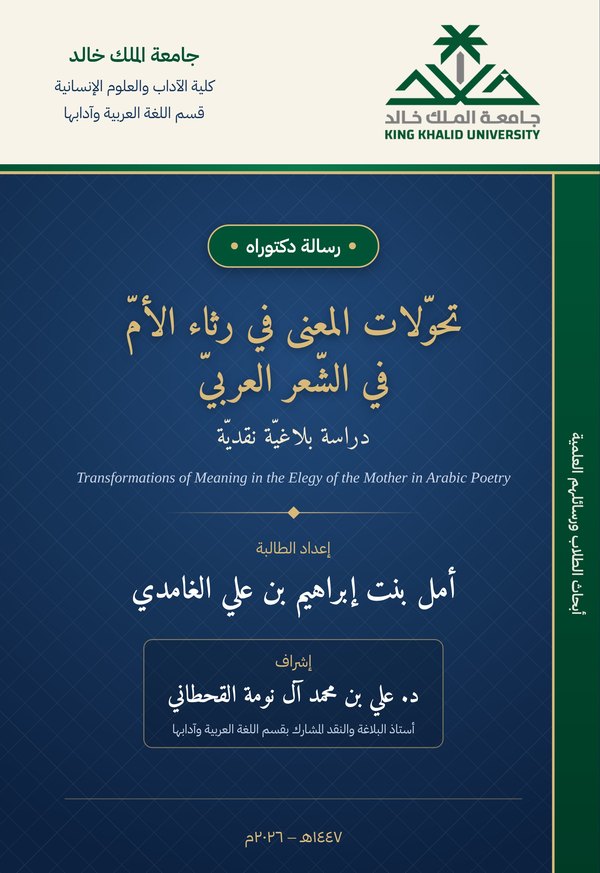 جامعة الملك خالد
كلية الآداب والعلوم الإنسانية
قسم اللغة العربية وآدابها
جامعة الملك خالد
KING KHALID UNIVERSITY
رسالة دكتوراه
تحوّلات المعنى في رثاء الأمّ
في الشّعر العربيّ
دراسة بلاغيّة نقديّة
Transformations of Meaning in the Elegy of the Mother in Arabic Poetry
إعداد الطالبة
أمل بنت إبراهيم بن علي الغامدي
إشراف
د. علي بن محمد آل نومة القحطاني
أستاذ البلاغة والنقد المشارك بقسم اللغة العربية وآدابها
١٤٤٧هـ – ٢٠٢٦م
أبحاث الطلاب ورسائلهم العلمية